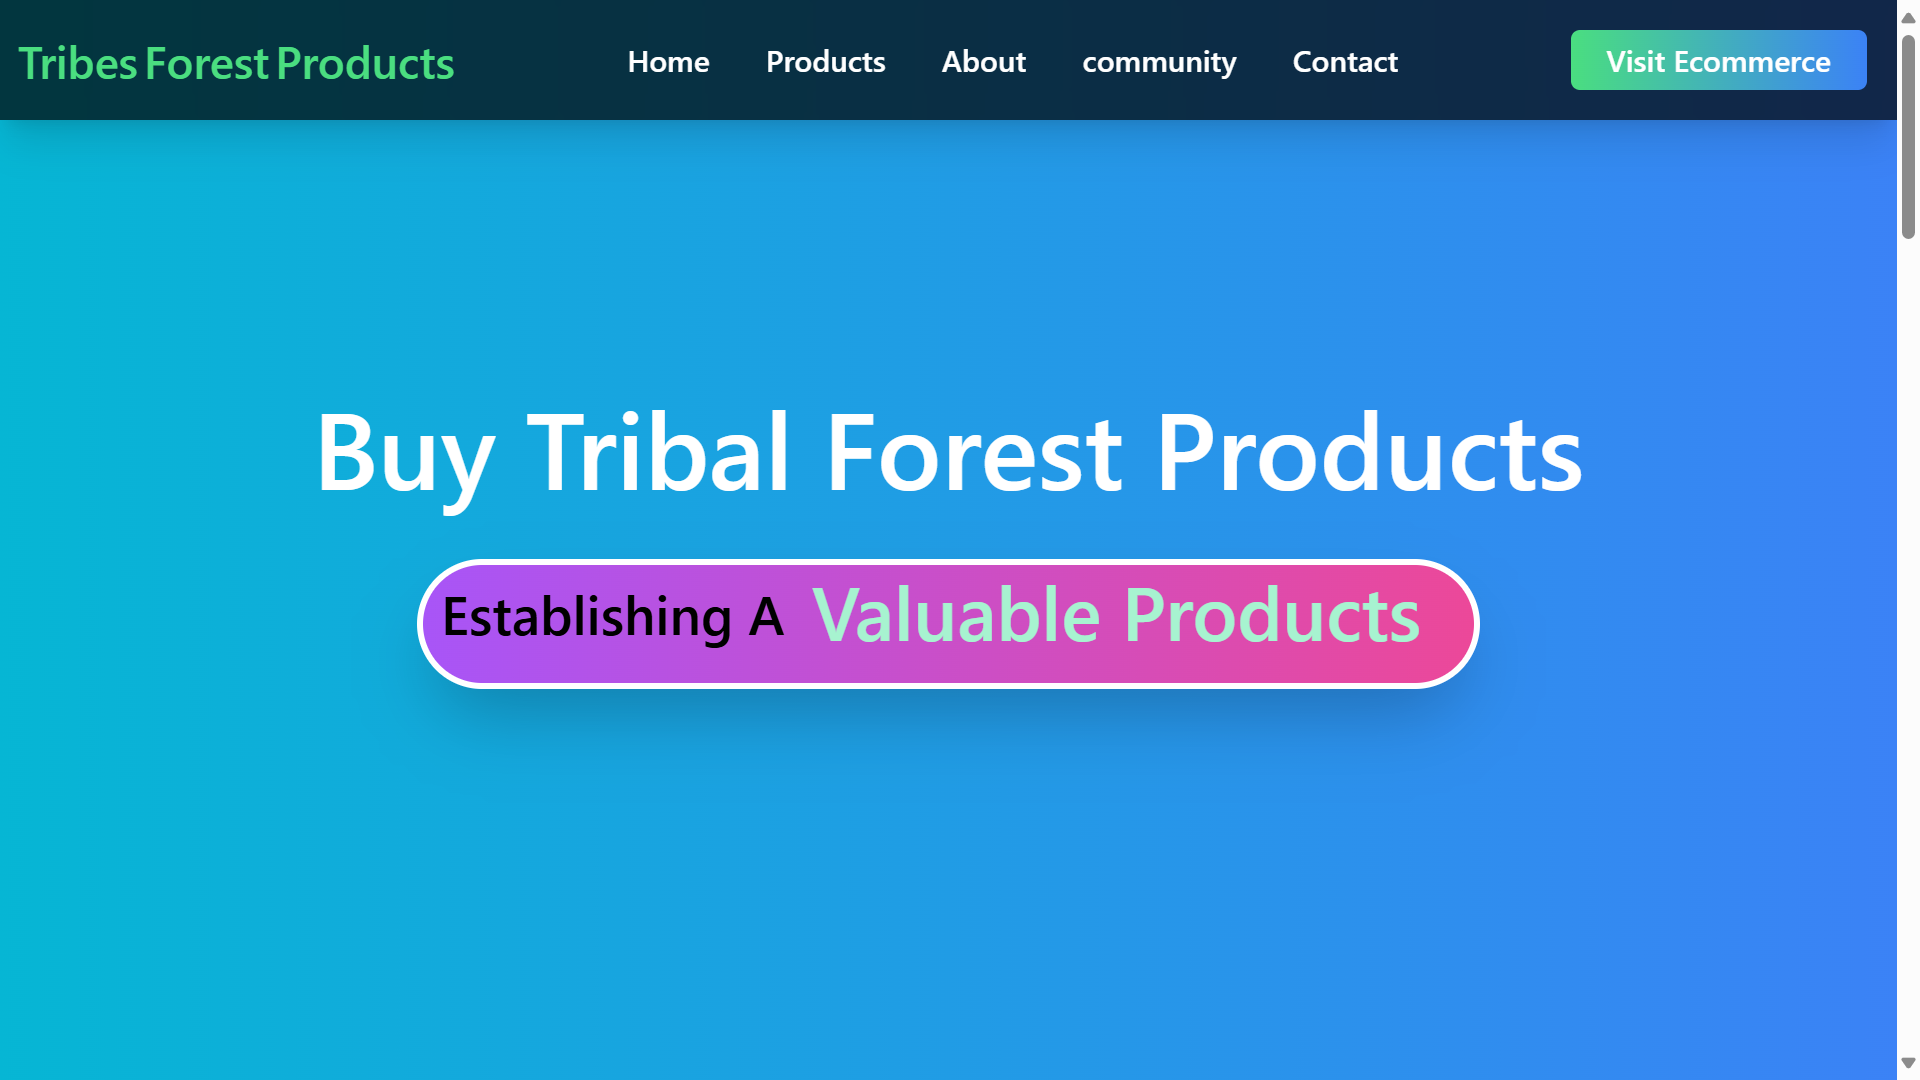 Tribes Forest Products
Home Products About community Contact
Visit Ecommerce
Buy Tribal Forest Products
Establishing A Valuable Products